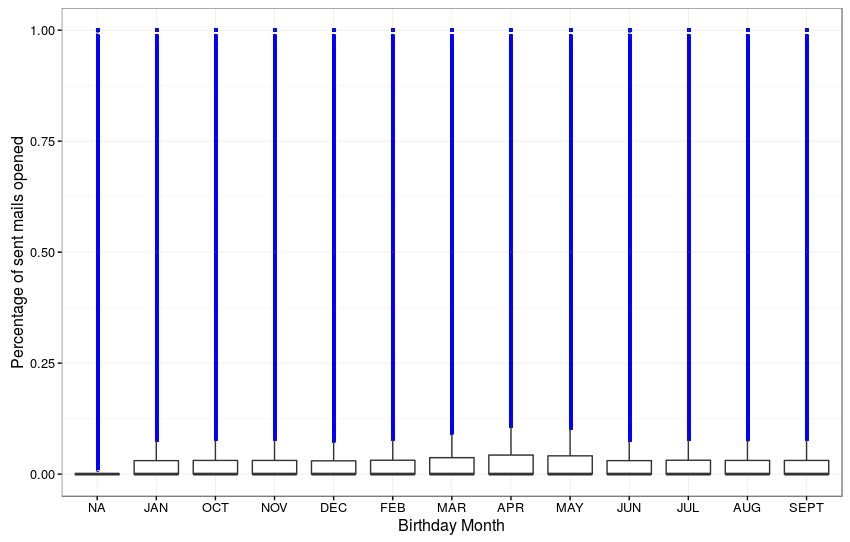 Percentage of sent mails opened
1.00
0.75
0.50
0.25
0.00
NA JAN OCT NOV DEC FEB MAR APR MAY JUN JUL AUG SEPT
Birthday Month